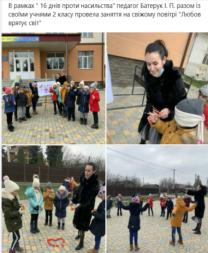 В рамках " 16 днів проти насильства" педагог Батерук І. П. разом із
своїми учнями 2 класу провела заняття на свіжому повітрі "Любов
врятує світ"